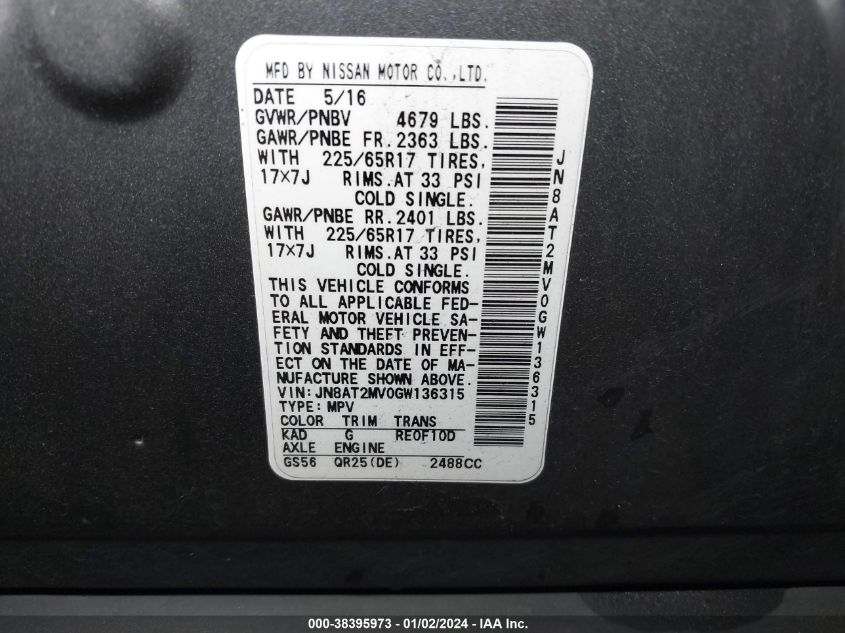 MFD BY NISSAN MOTOR CO.,LTD.
DATE 5/16
GVWR/PNBV 4679 LBS.
GAWR/PNBE FR. 2363 LBS.
WITH 225/65R17 TIRES,
17×7J RIMS.AT 33 PSI
COLD SINGLE.
GAWR/PNBE RR. 2401 LBS.
WITH 225/65R17 TIRES,
17×7J RIMS.AT 33 PSI
COLD SINGLE.
THIS VEHICLE CONFORMS
TO ALL APPLICABLE FED-
ERAL MOTOR VEHICLE SA-
FETY AND THEFT PREVEN-
TION STANDARDS IN EFF-
ECT ON THE DATE OF MA-
NUFACTURE SHOWN ABOVE.
VIN:JN8AT2MV0GW136315
TYPE:MPV
COLOR TRIM TRANS
KAD G RE0F10D
AXLE ENGINE
GS56 QR25(DE) 2488CC
JN8AT2MV0GW136315
000-38395973 - 01/02/2024 - IAA Inc.